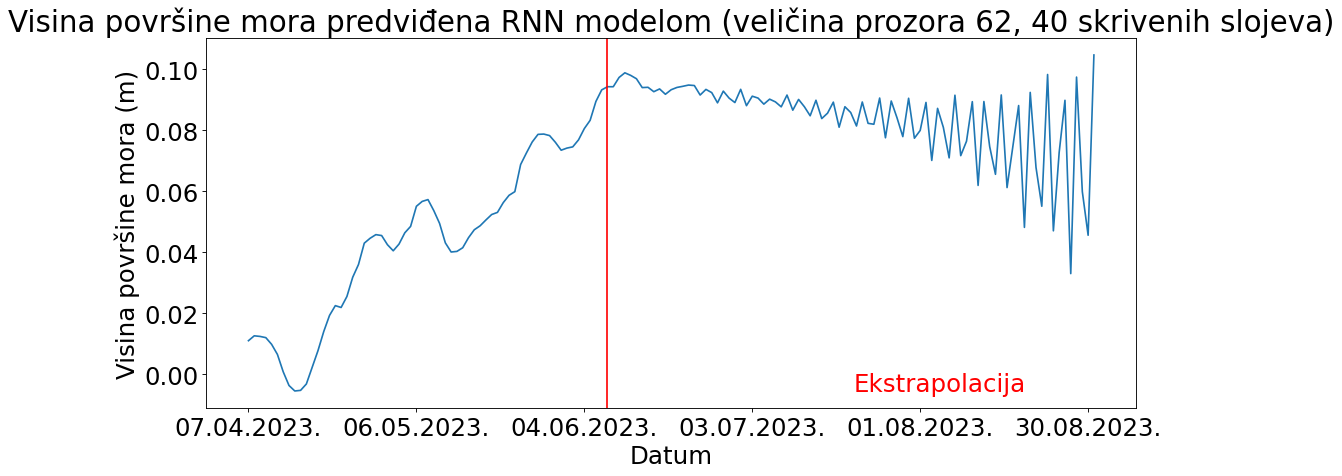 Visina površine mora predviđena RNN modelom (veličina prozora 62, 40 skrivenih slojeva)
Visina površine mora (m)
0.10
0.08
0.06
0.04
0.02
0.00
Ekstrapolacija
07.04.2023. 06.05.2023. 04.06.2023. 03.07.2023. 01.08.2023. 30.08.2023.
Datum